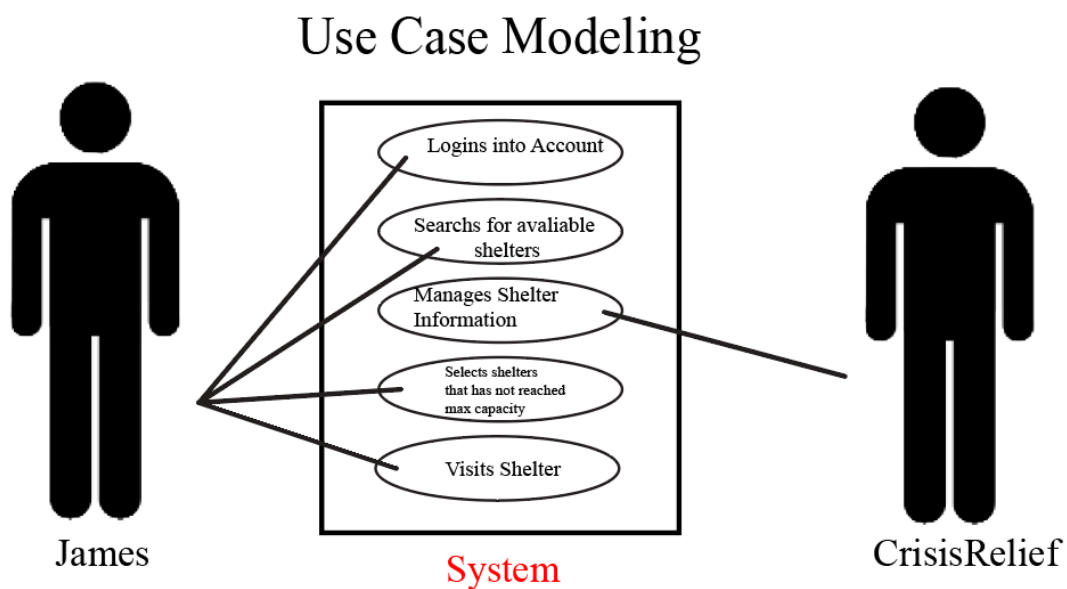 Use Case Modeling
Logins into Account
Searchs for avaliable
shelters
Manages Shelter
Information
Selects shelters
that has not reached
max capacity
Visits Shelter
James
System
CrisisRelief